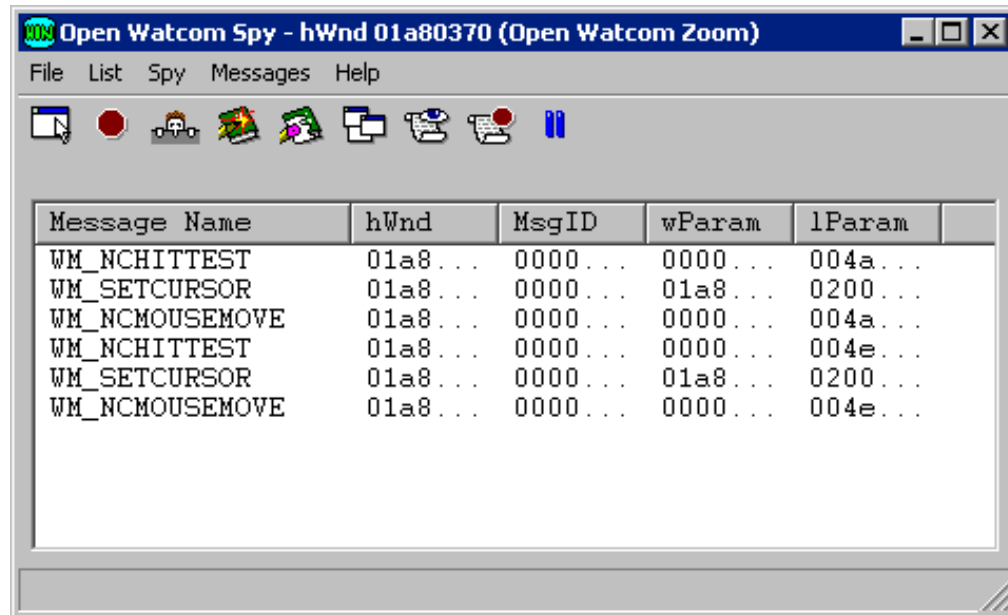 Open Watcom Spy - hWnd 01a80370 (Open Watcom Zoom)
File List Spy Messages Help
Message Name hWnd MsgID wParam lParam
WM_NCHITTEST 01a8... 0000... 0000... 004a...
WM_SETCURSOR 01a8... 0000... 01a8... 0200...
WM_NCMOUSEMOVE 01a8... 0000... 0000... 004a...
WM_NCHITTEST 01a8... 0000... 0000... 004e...
WM_SETCURSOR 01a8... 0000... 01a8... 0200...
WM_NCMOUSEMOVE 01a8... 0000... 0000... 004e...